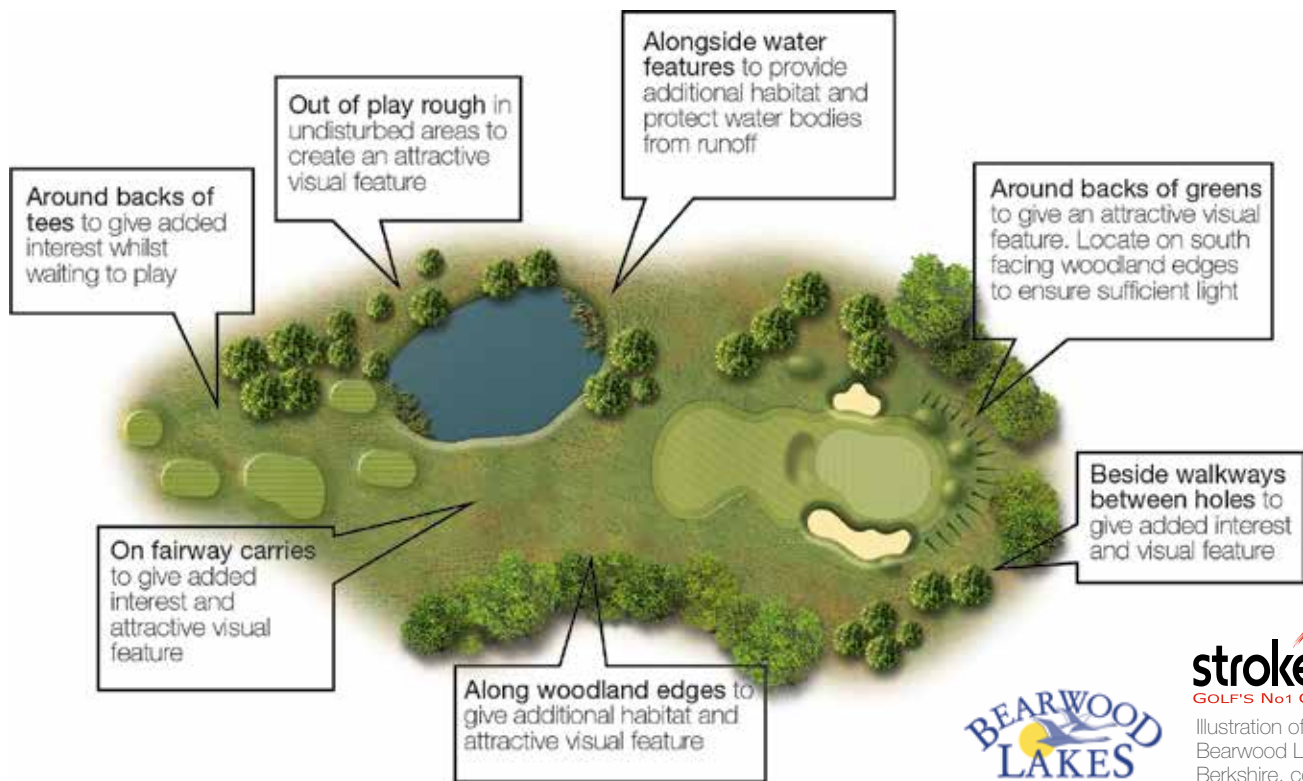 Alongside water
features to provide
additional habitat and
protect water bodies
from runoff
Out of play rough in
undisturbed areas to
create an attractive
visual feature
Around backs of
tees to give added
interest whilst
waiting to play
Around backs of greens
to give an attractive visual
feature. Locate on south
facing woodland edges
to ensure sufficient light
Beside walkways
between holes to
give added interest
and visual feature
On fairway carries
to give added
interest and
attractive visual
feature
Along woodland edges to
give additional habitat and
attractive visual feature
BEARWOOD
LAKES
stroke
GOLF'S No1
Illustration of
Bearwood L
Berkshire, o